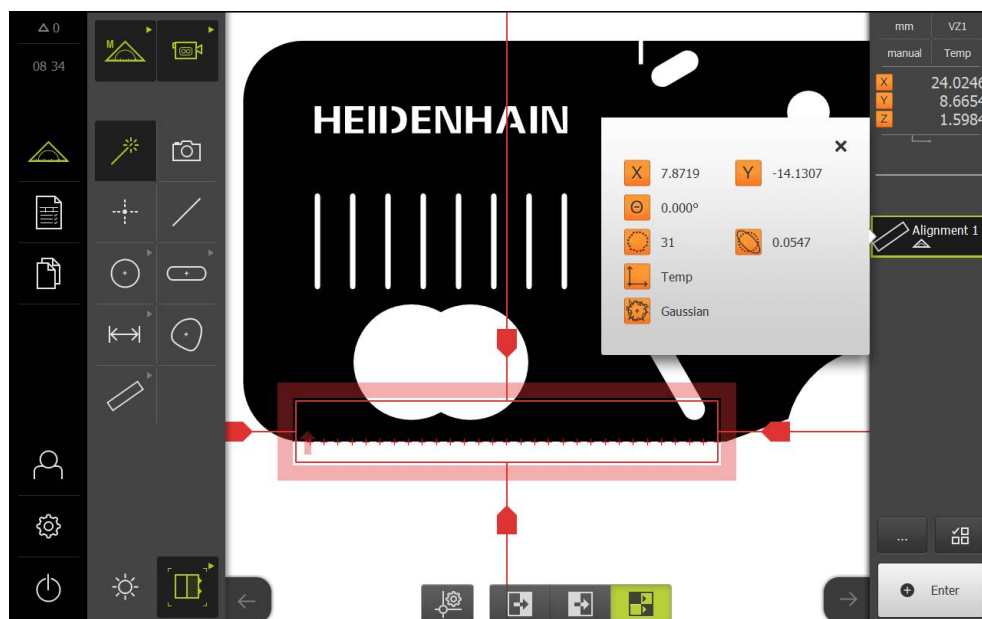 △ 0
08 34
M
mm VZ1
manual Temp
X 24.0246
Y 8.6654
Z 1.5984
HEIDENHAIN
X 7.8719 Y -14.1307
Θ 0.000°
31 0.0547
Temp
Gaussian
Alignment 1
...
Enter